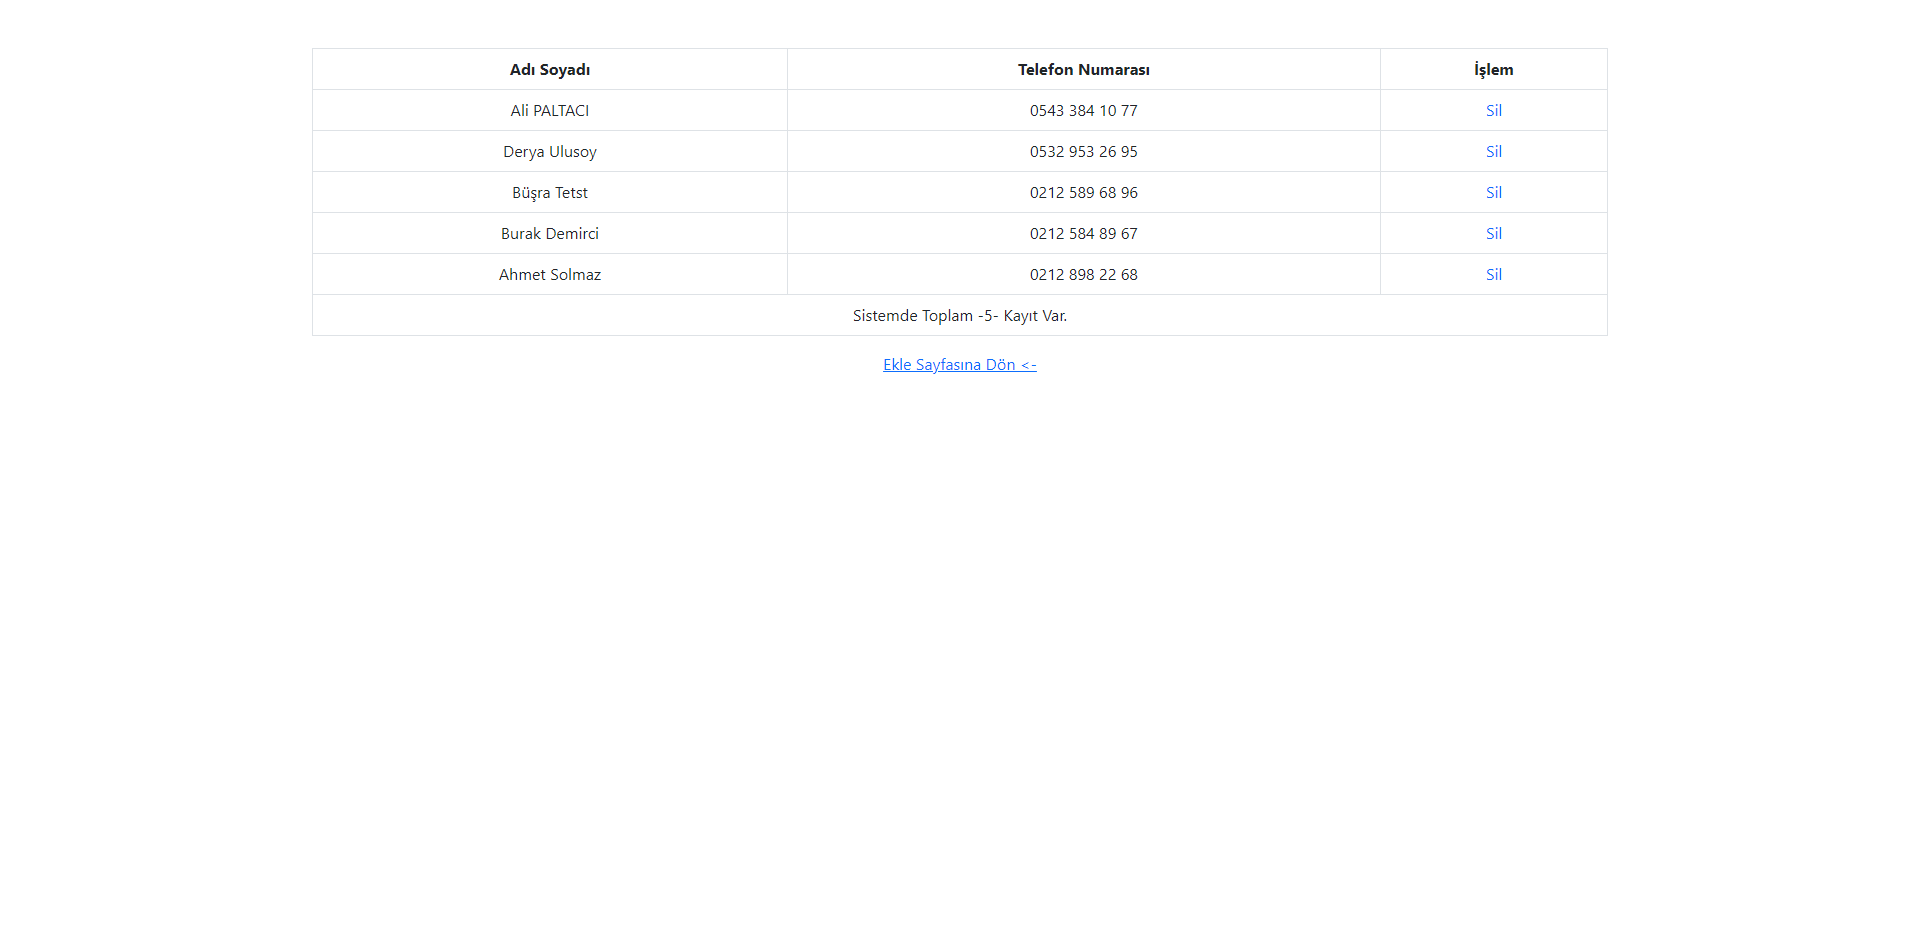 Adı Soyadı Telefon Numarası İşlem
Ali PALTACI 0543 384 10 77 Sil
Derya Ulusoy 0532 953 26 95 Sil
Büşra Tetst 0212 589 68 96 Sil
Burak Demirci 0212 584 89 67 Sil
Ahmet Solmaz 0212 898 22 68 Sil
Sistemde Toplam -5- Kayıt Var.
Ekle Sayfasına Dön <-